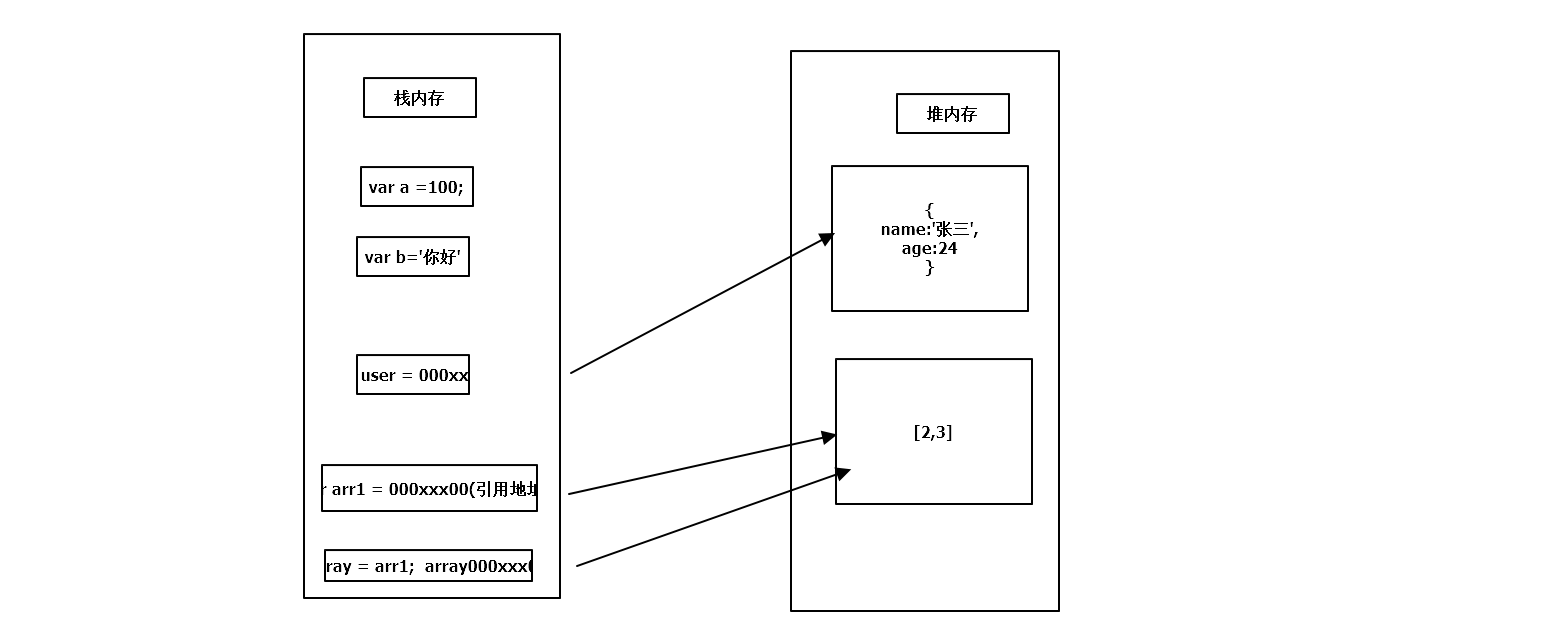 栈内存
var a =100;
var b='你好'
user = 000xx
arr1 = 000xxx00(引用地址
ray = arr1; array000xxx0
堆内存
{
name:'张三',
age:24
}
[2,3]